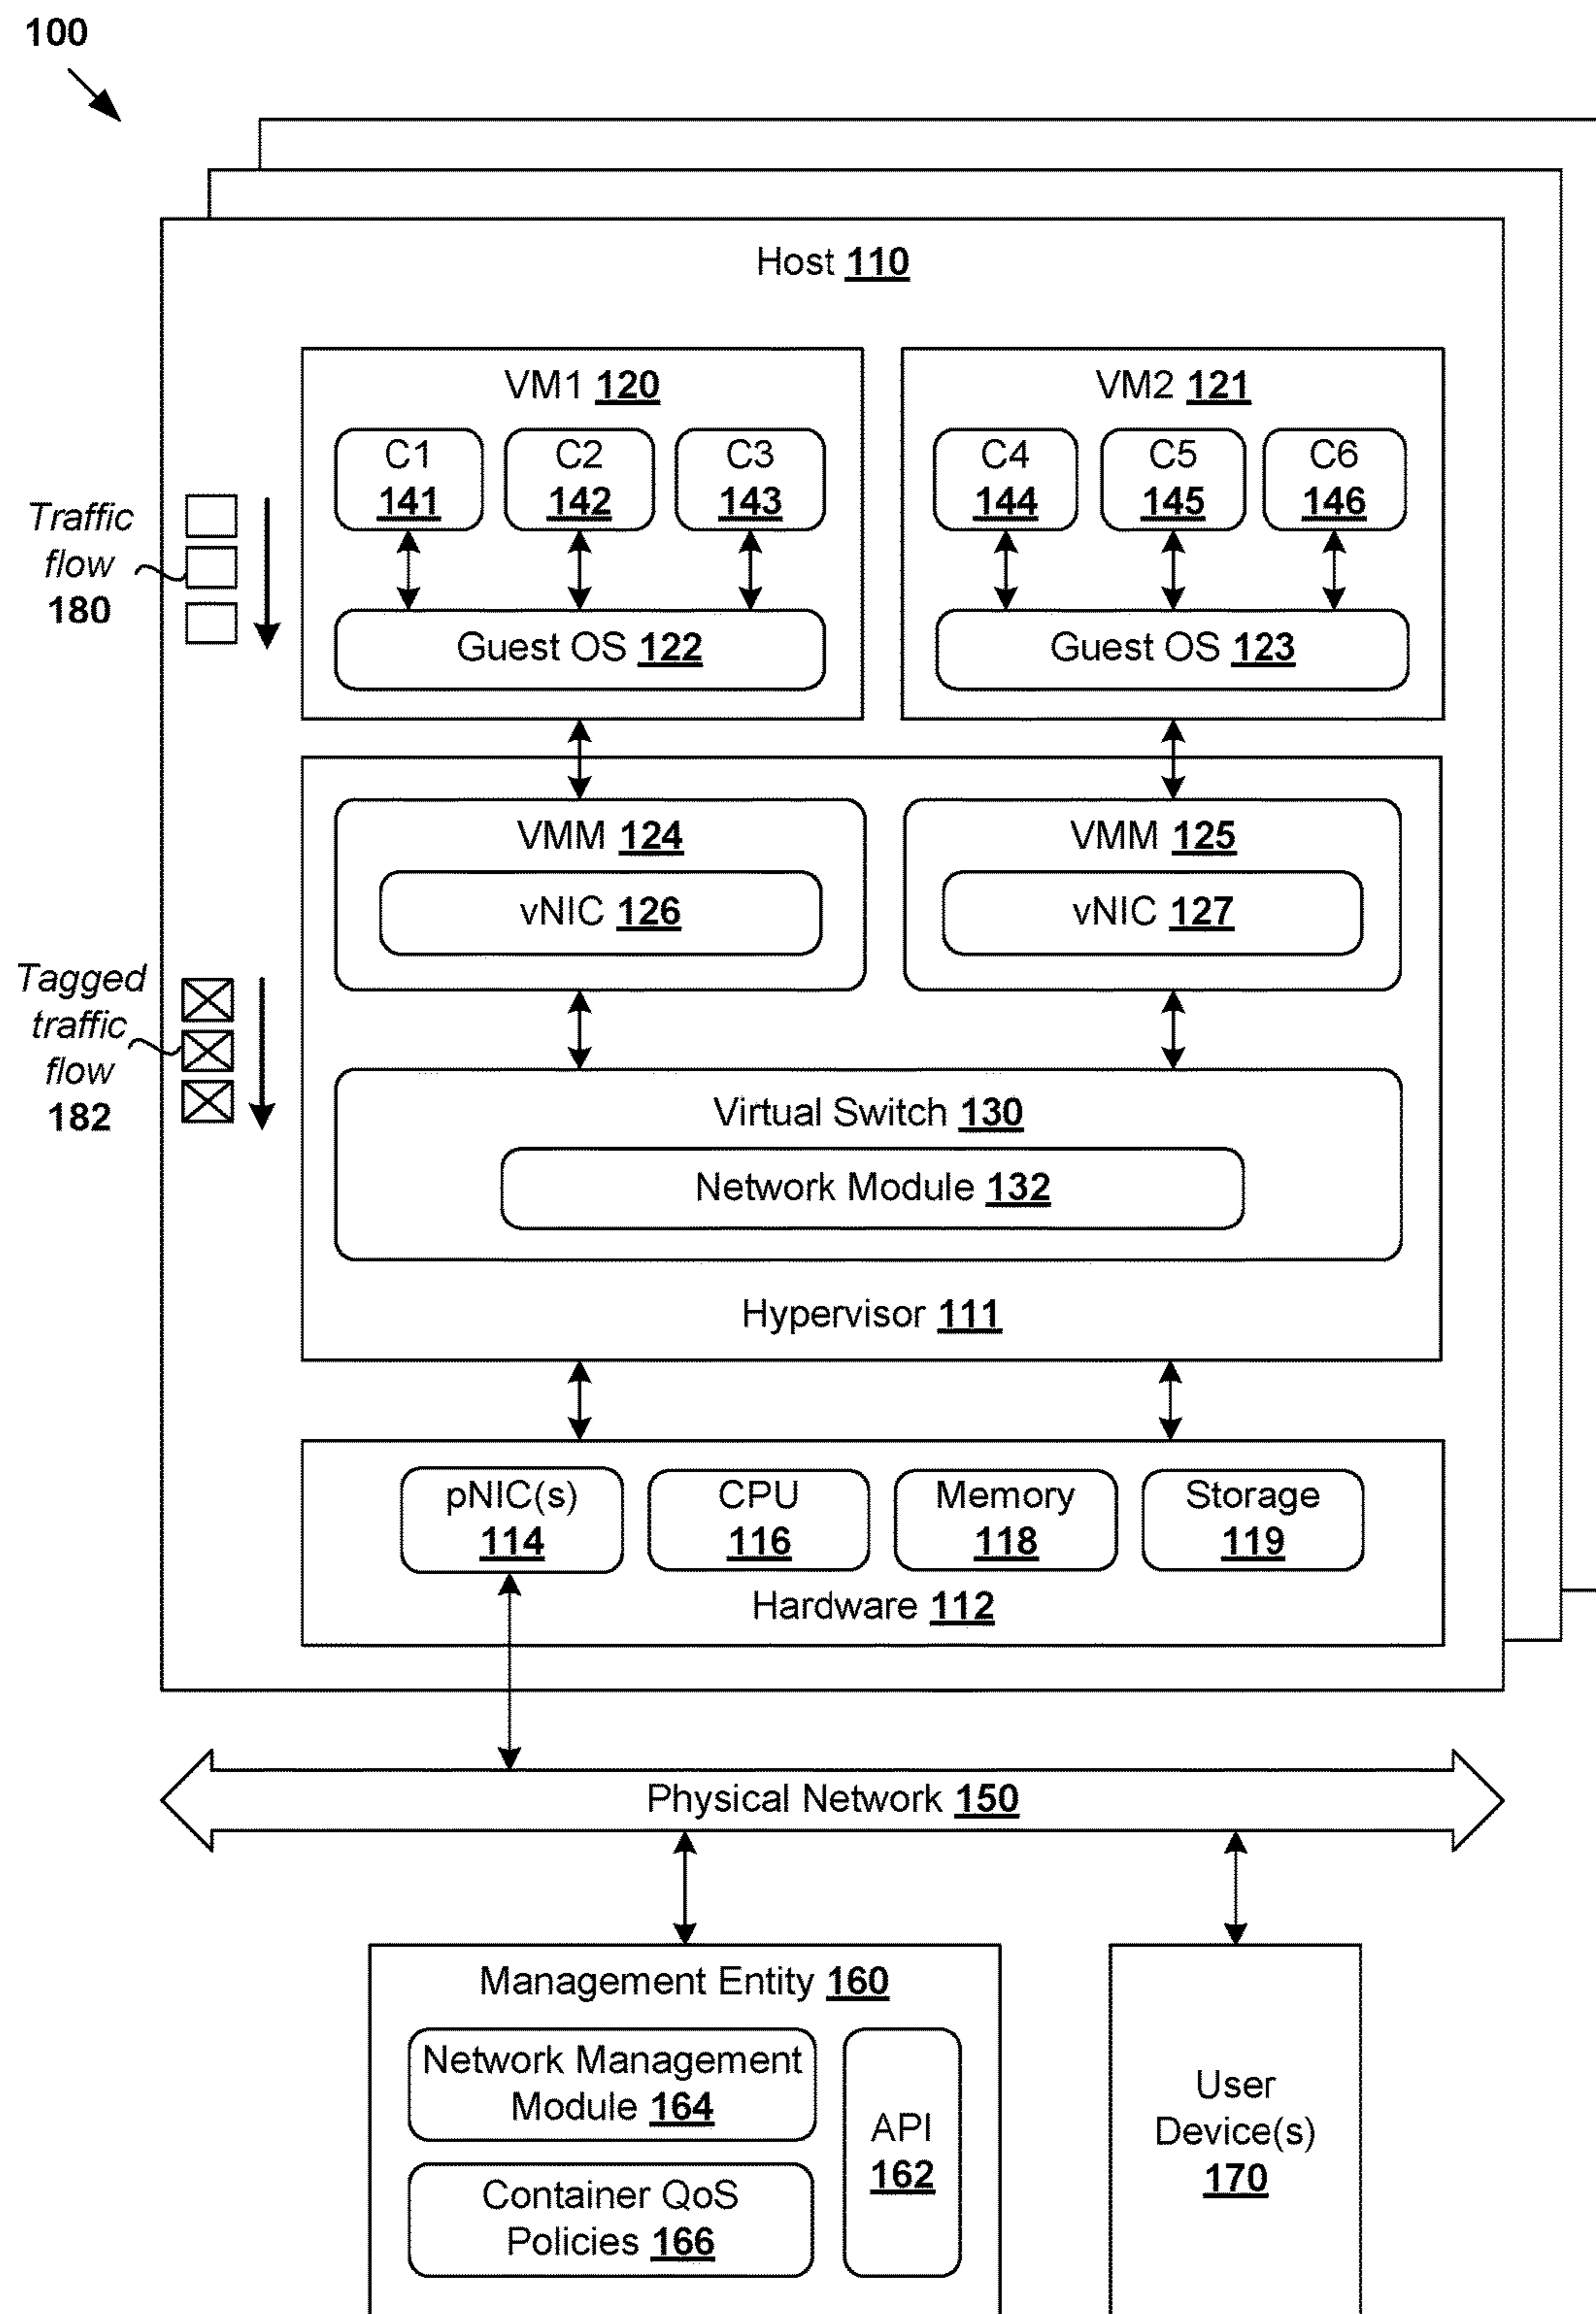 100
Host 110
VM1 120
VM2 121
C1
141
C2
142
C3
143
C4
144
C5
145
C6
146
Traffic
flow
180
Guest OS 122
Guest OS 123
VMM 124
vNIC 126
VMM 125
vNIC 127
Tagged
traffic
flow
182
Virtual Switch 130
Network Module 132
Hypervisor 111
pNIC(s)
114
CPU
116
Memory
118
Storage
119
Hardware 112
Physical Network 150
Management Entity 160
Network Management
Module 164
Container QoS
Policies 166
API
162
User
Device(s)
170